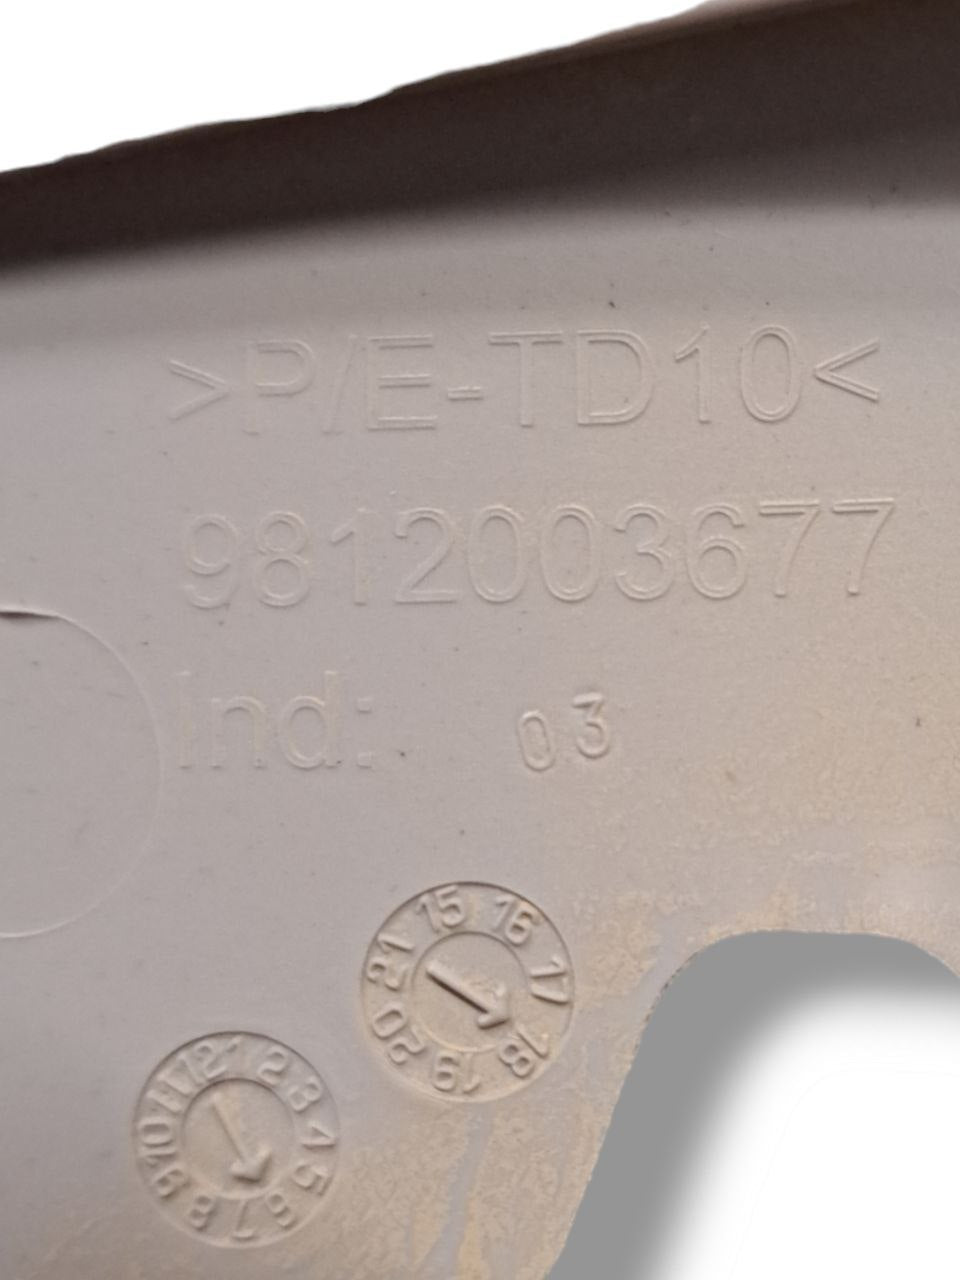 >P/E-TD10<
9812003677
Ind: 03
15 16 17 18 19 20 21
1 2 3 4 5 6 7 8 9 10 11 12